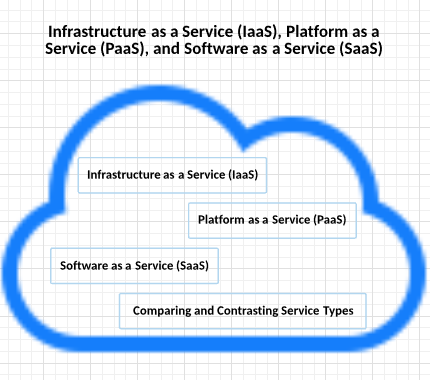 Infrastructure as a Service (IaaS), Platform as a
Service (PaaS), and Software as a Service (SaaS)
Infrastructure as a Service (IaaS)
Platform as a Service (PaaS)
Software as a Service (SaaS)
Comparing and Contrasting Service Types